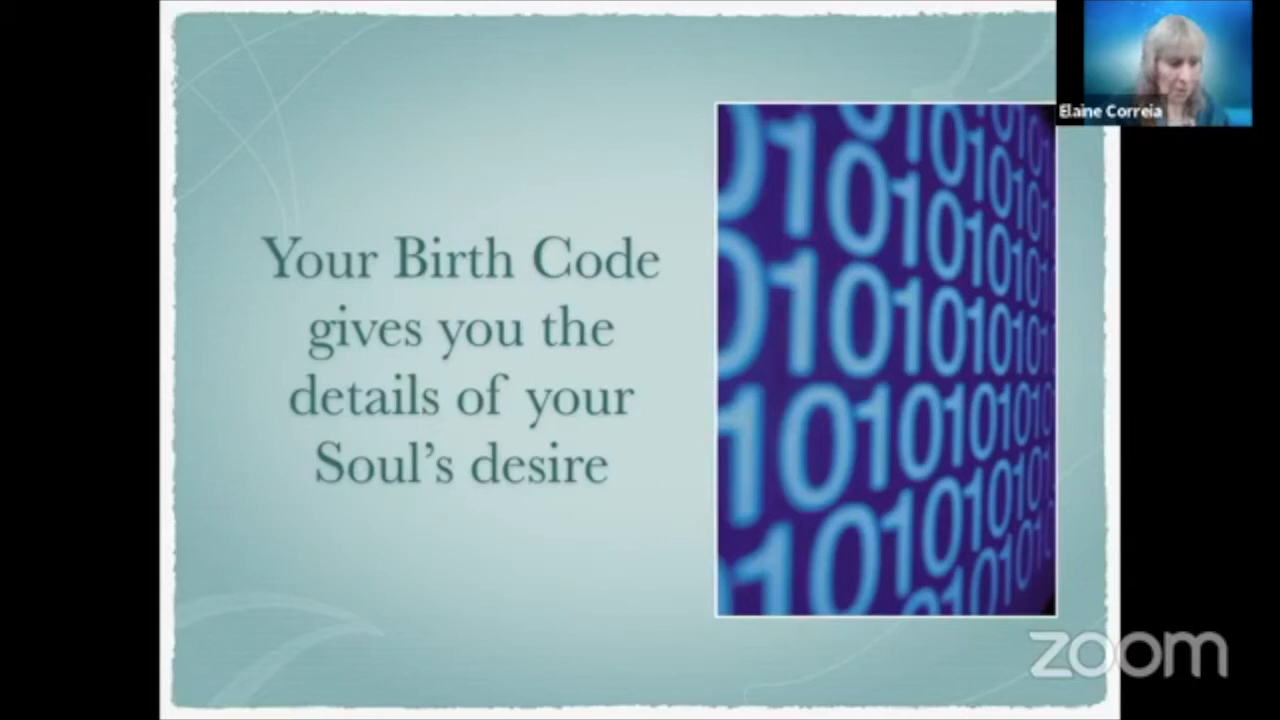 Your Birth Code
gives you the
details of your
Soul's desire
Elaine Correia
zoom